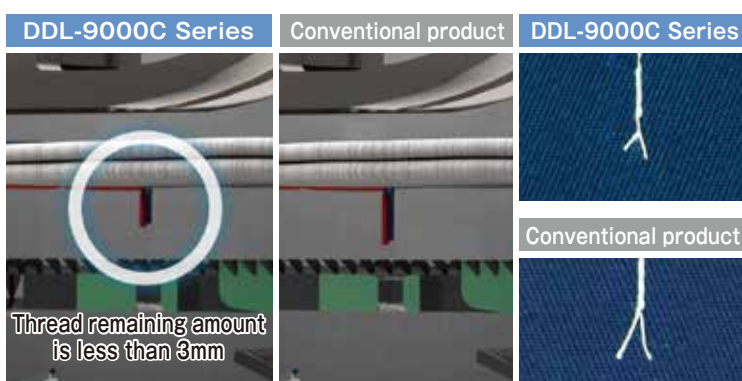 DDL-9000C Series
Conventional product
DDL-9000C Series
Thread remaining amount
is less than 3mm
Conventional product